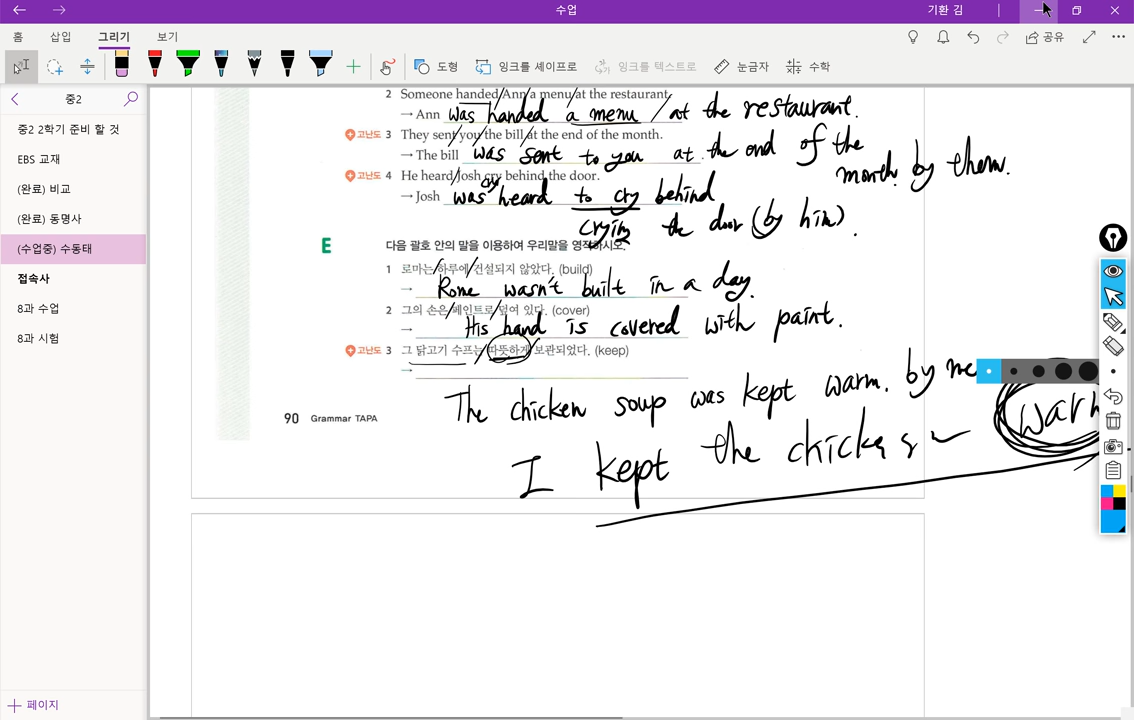 수업
기환 김
홈 삽입 그리기 보기
공유
도형 잉크를 셰이프로 잉크를 텍스트로 눈금자 수학
중2
중2 2학기 준비 할 것
EBS 교재
(완료) 비교
(완료) 동명사
(수업중) 수동태
접속사
8과 수업
8과 시험
페이지
2 Someone handed Ann a menu at the restaurant.
→ Ann was handed a menu at the restaurant.
고난도 3 They sent you the bill at the end of the month.
→ The bill was sent to you at the end of the month. by them.
고난도 4 He heard Josh cry behind the door.
→ Josh was heard to cry behind
crying the door (by him).
E 다음 괄호 안의 말을 이용하여 우리말을 영작하시오.
1 로마는 하루에 건설되지 않았다. (build)
→ Rome wasn't built in a day.
2 그의 손은 페인트로 덮여 있다. (cover)
→ His hand is covered with paint.
고난도 3 그 닭고기 수프는 따뜻하게 보관되었다. (keep)
→
The chicken soup was kept warm. by me
90 Grammar TAPA
I kept the chicken s